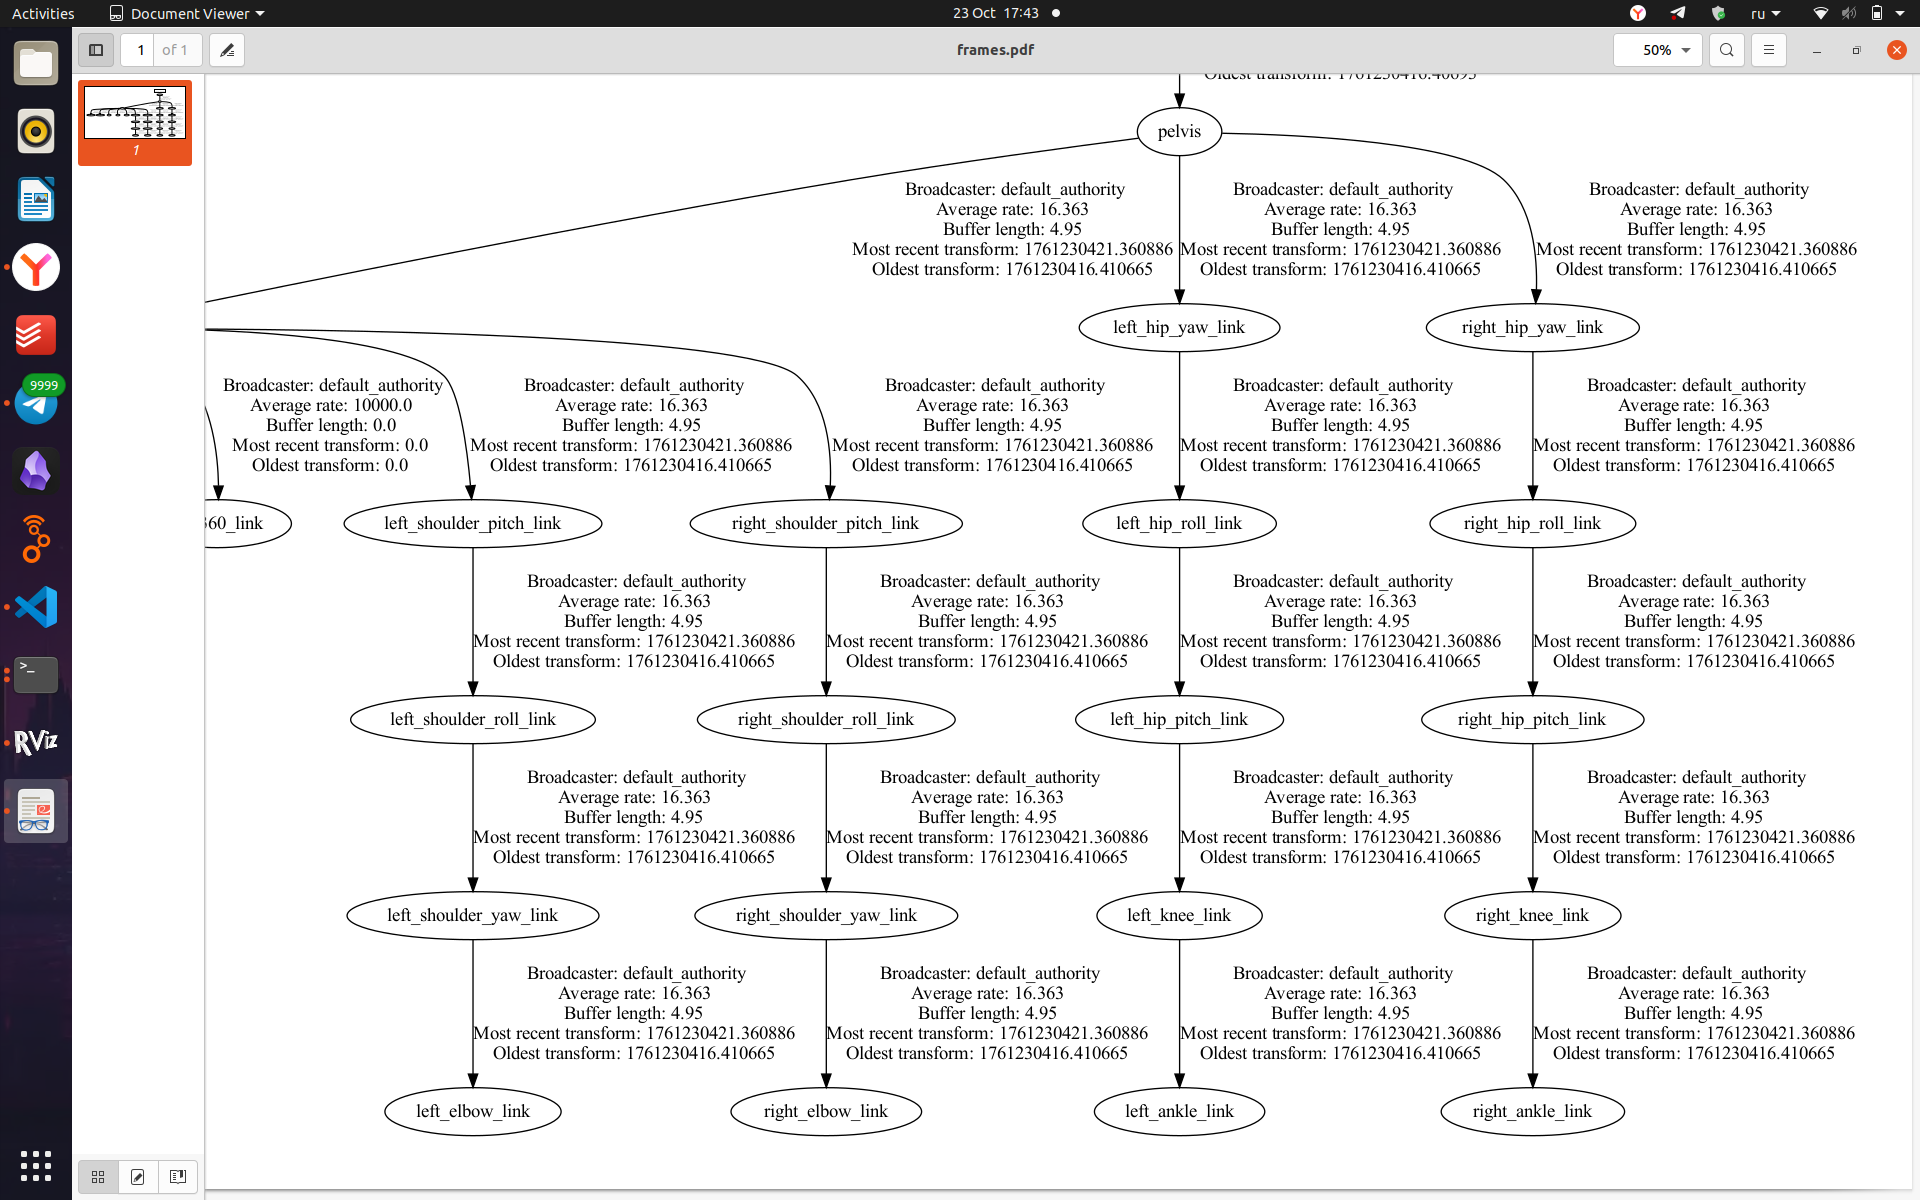 Activities
Document Viewer
23 Oct 17:43
ru
1
of 1
frames.pdf
50%
1
9999
>_
RViz
Oldest transform: 1761230416.40695
pelvis
Broadcaster: default_authority
Average rate: 16.363
Buffer length: 4.95
Most recent transform: 1761230421.360886
Oldest transform: 1761230416.410665
Broadcaster: default_authority
Average rate: 16.363
Buffer length: 4.95
Most recent transform: 1761230421.360886
Oldest transform: 1761230416.410665
Broadcaster: default_authority
Average rate: 16.363
Buffer length: 4.95
Most recent transform: 1761230421.360886
Oldest transform: 1761230416.410665
left_hip_yaw_link
right_hip_yaw_link
Broadcaster: default_authority
Average rate: 10000.0
Buffer length: 0.0
Most recent transform: 0.0
Oldest transform: 0.0
Broadcaster: default_authority
Average rate: 16.363
Buffer length: 4.95
Most recent transform: 1761230421.360886
Oldest transform: 1761230416.410665
Broadcaster: default_authority
Average rate: 16.363
Buffer length: 4.95
Most recent transform: 1761230421.360886
Oldest transform: 1761230416.410665
Broadcaster: default_authority
Average rate: 16.363
Buffer length: 4.95
Most recent transform: 1761230421.360886
Oldest transform: 1761230416.410665
Broadcaster: default_authority
Average rate: 16.363
Buffer length: 4.95
Most recent transform: 1761230421.360886
Oldest transform: 1761230416.410665
360_link
left_shoulder_pitch_link
right_shoulder_pitch_link
left_hip_roll_link
right_hip_roll_link
Broadcaster: default_authority
Average rate: 16.363
Buffer length: 4.95
Most recent transform: 1761230421.360886
Oldest transform: 1761230416.410665
Broadcaster: default_authority
Average rate: 16.363
Buffer length: 4.95
Most recent transform: 1761230421.360886
Oldest transform: 1761230416.410665
Broadcaster: default_authority
Average rate: 16.363
Buffer length: 4.95
Most recent transform: 1761230421.360886
Oldest transform: 1761230416.410665
Broadcaster: default_authority
Average rate: 16.363
Buffer length: 4.95
Most recent transform: 1761230421.360886
Oldest transform: 1761230416.410665
left_shoulder_roll_link
right_shoulder_roll_link
left_hip_pitch_link
right_hip_pitch_link
Broadcaster: default_authority
Average rate: 16.363
Buffer length: 4.95
Most recent transform: 1761230421.360886
Oldest transform: 1761230416.410665
Broadcaster: default_authority
Average rate: 16.363
Buffer length: 4.95
Most recent transform: 1761230421.360886
Oldest transform: 1761230416.410665
Broadcaster: default_authority
Average rate: 16.363
Buffer length: 4.95
Most recent transform: 1761230421.360886
Oldest transform: 1761230416.410665
Broadcaster: default_authority
Average rate: 16.363
Buffer length: 4.95
Most recent transform: 1761230421.360886
Oldest transform: 1761230416.410665
left_shoulder_yaw_link
right_shoulder_yaw_link
left_knee_link
right_knee_link
Broadcaster: default_authority
Average rate: 16.363
Buffer length: 4.95
Most recent transform: 1761230421.360886
Oldest transform: 1761230416.410665
Broadcaster: default_authority
Average rate: 16.363
Buffer length: 4.95
Most recent transform: 1761230421.360886
Oldest transform: 1761230416.410665
Broadcaster: default_authority
Average rate: 16.363
Buffer length: 4.95
Most recent transform: 1761230421.360886
Oldest transform: 1761230416.410665
Broadcaster: default_authority
Average rate: 16.363
Buffer length: 4.95
Most recent transform: 1761230421.360886
Oldest transform: 1761230416.410665
left_elbow_link
right_elbow_link
left_ankle_link
right_ankle_link